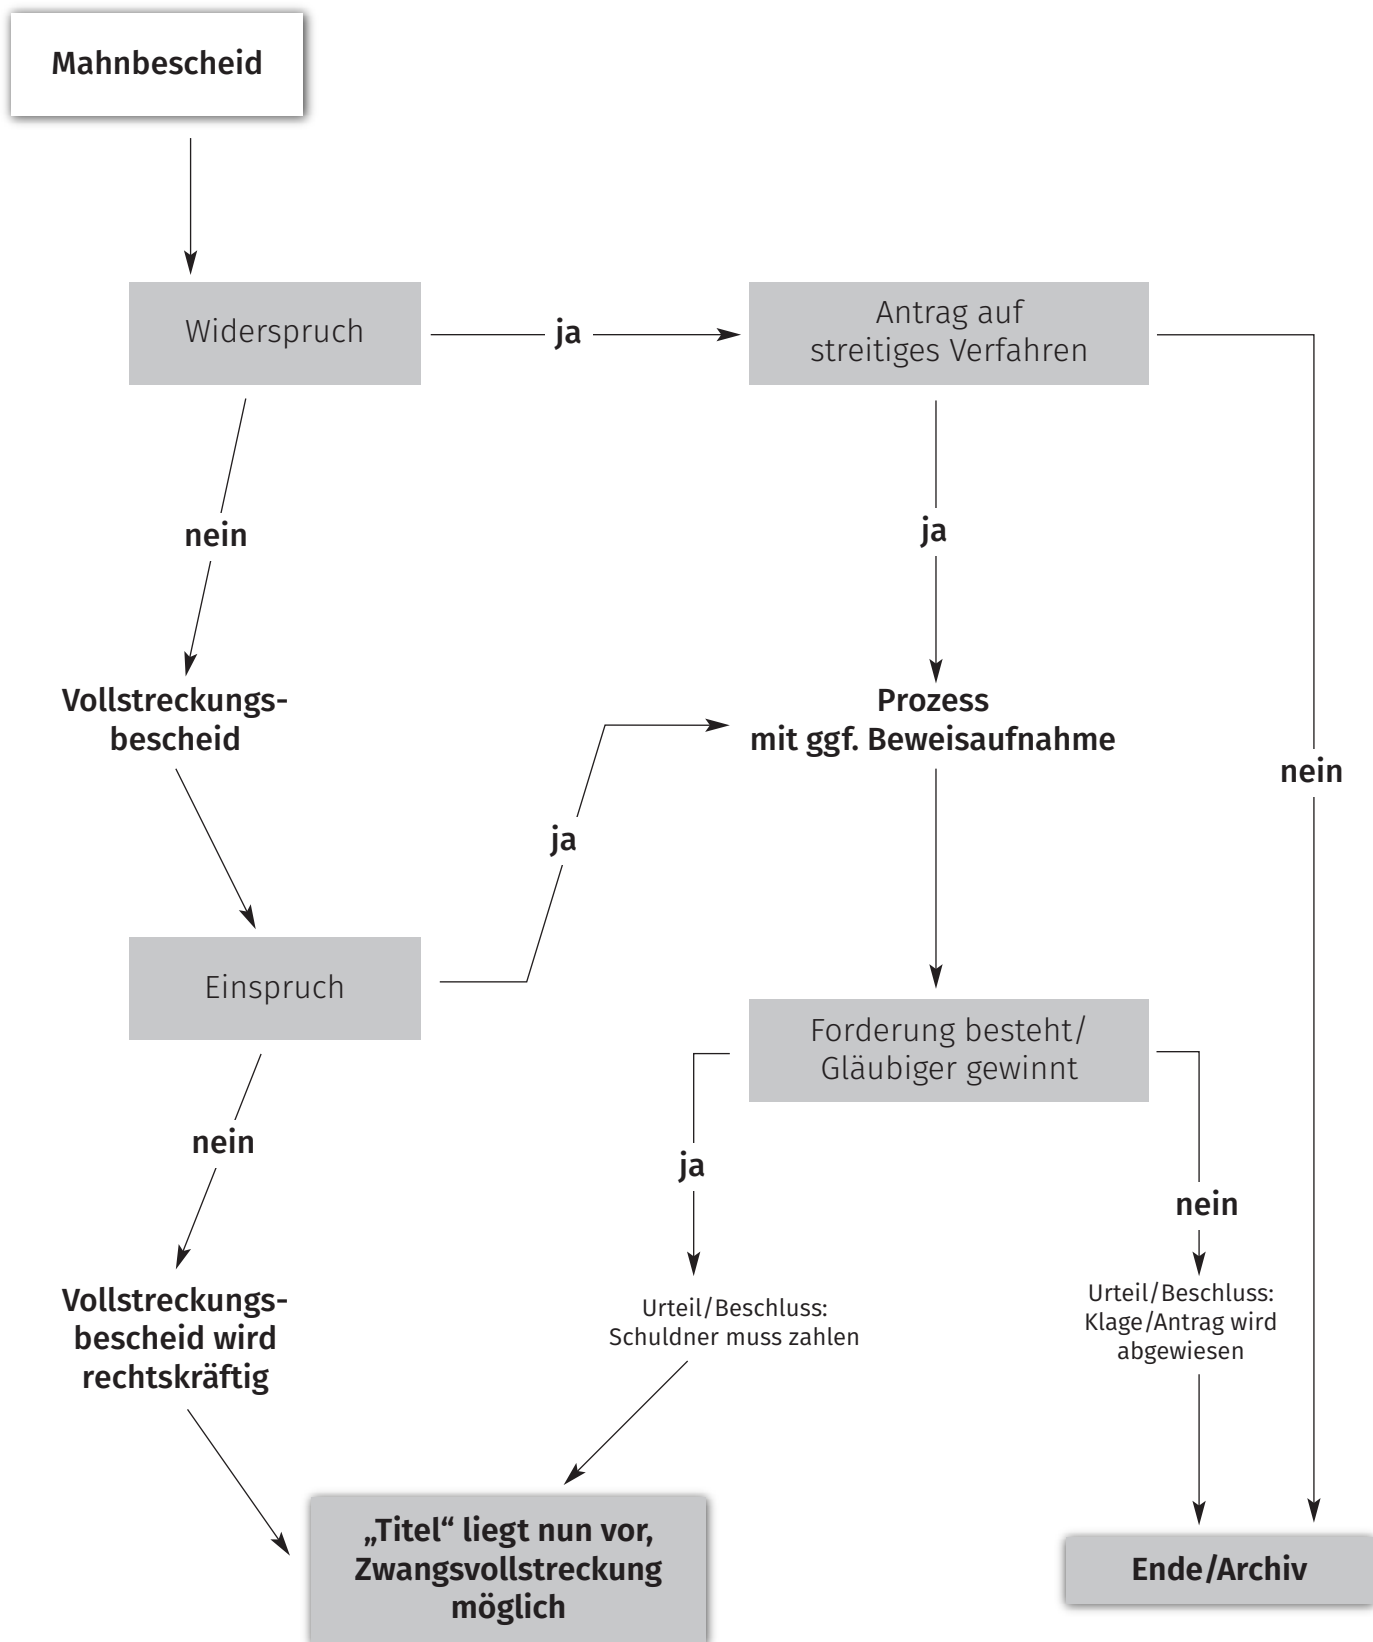 Mahnbescheid
Widerspruch
ja
Antrag auf
streitiges Verfahren
nein
ja
Vollstreckungs-
bescheid
Prozess
mit ggf. Beweisaufnahme
nein
ja
Einspruch
Forderung besteht/
Gläubiger gewinnt
nein
ja
nein
Vollstreckungs-
bescheid wird
rechtskräftig
Urteil/Beschluss:
Schuldner muss zahlen
Urteil/Beschluss:
Klage/Antrag wird
abgewiesen
„Titel“ liegt nun vor,
Zwangsvollstreckung
möglich
Ende/Archiv